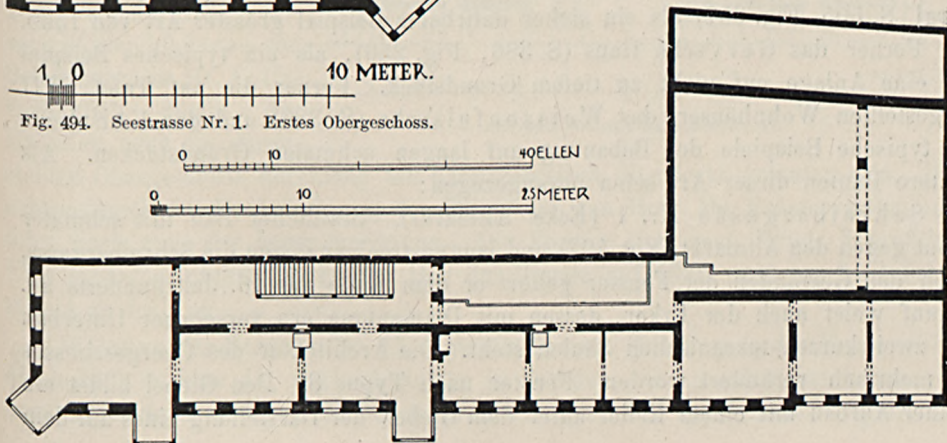 1 0 10 METER.
Fig. 494. Seestrasse Nr. 1. Erstes Obergeschoss.
0 10 40 ELLEN
0 10 25 METER